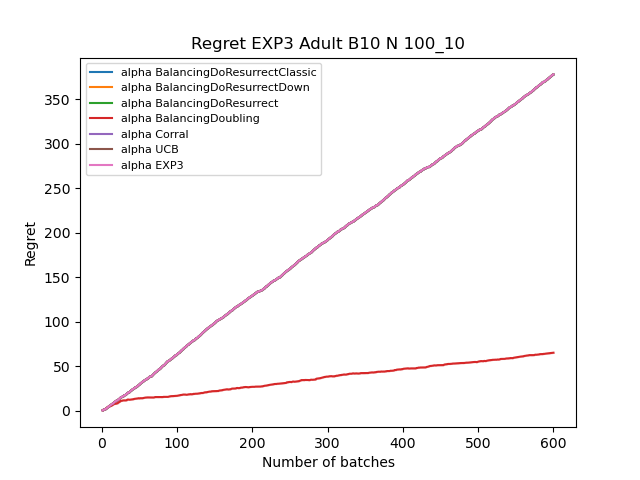 Regret EXP3 Adult B10 N 100_10
alpha BalancingDoResurrectClassic
alpha BalancingDoResurrectDown
alpha BalancingDoResurrect
alpha BalancingDoubling
alpha Corral
alpha UCB
alpha EXP3
350
300
250
200
150
100
50
0
Regret
0 100 200 300 400 500 600
Number of batches